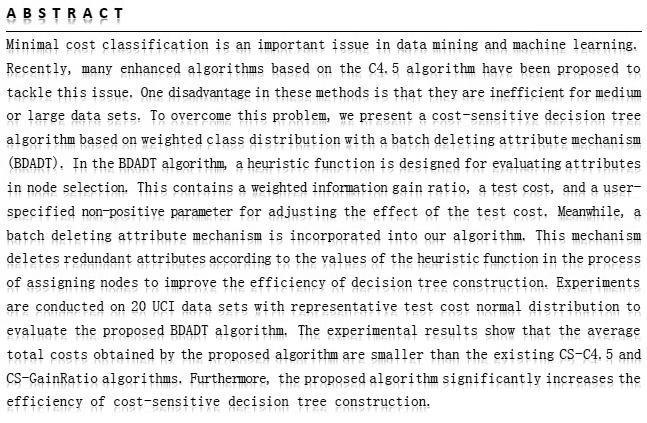 ABSTRACT
Minimal cost classification is an important issue in data mining and machine learning.
Recently, many enhanced algorithms based on the C4.5 algorithm have been proposed to
tackle this issue. One disadvantage in these methods is that they are inefficient for medium
or large data sets. To overcome this problem, we present a cost-sensitive decision tree
algorithm based on weighted class distribution with a batch deleting attribute mechanism
(BDADT). In the BDADT algorithm, a heuristic function is designed for evaluating attributes
in node selection. This contains a weighted information gain ratio, a test cost, and a user-
specified non-positive parameter for adjusting the effect of the test cost. Meanwhile, a
batch deleting attribute mechanism is incorporated into our algorithm. This mechanism
deletes redundant attributes according to the values of the heuristic function in the process
of assigning nodes to improve the efficiency of decision tree construction. Experiments
are conducted on 20 UCI data sets with representative test cost normal distribution to
evaluate the proposed BDADT algorithm. The experimental results show that the average
total costs obtained by the proposed algorithm are smaller than the existing CS-C4.5 and
CS-GainRatio algorithms. Furthermore, the proposed algorithm significantly increases the
efficiency of cost-sensitive decision tree construction.